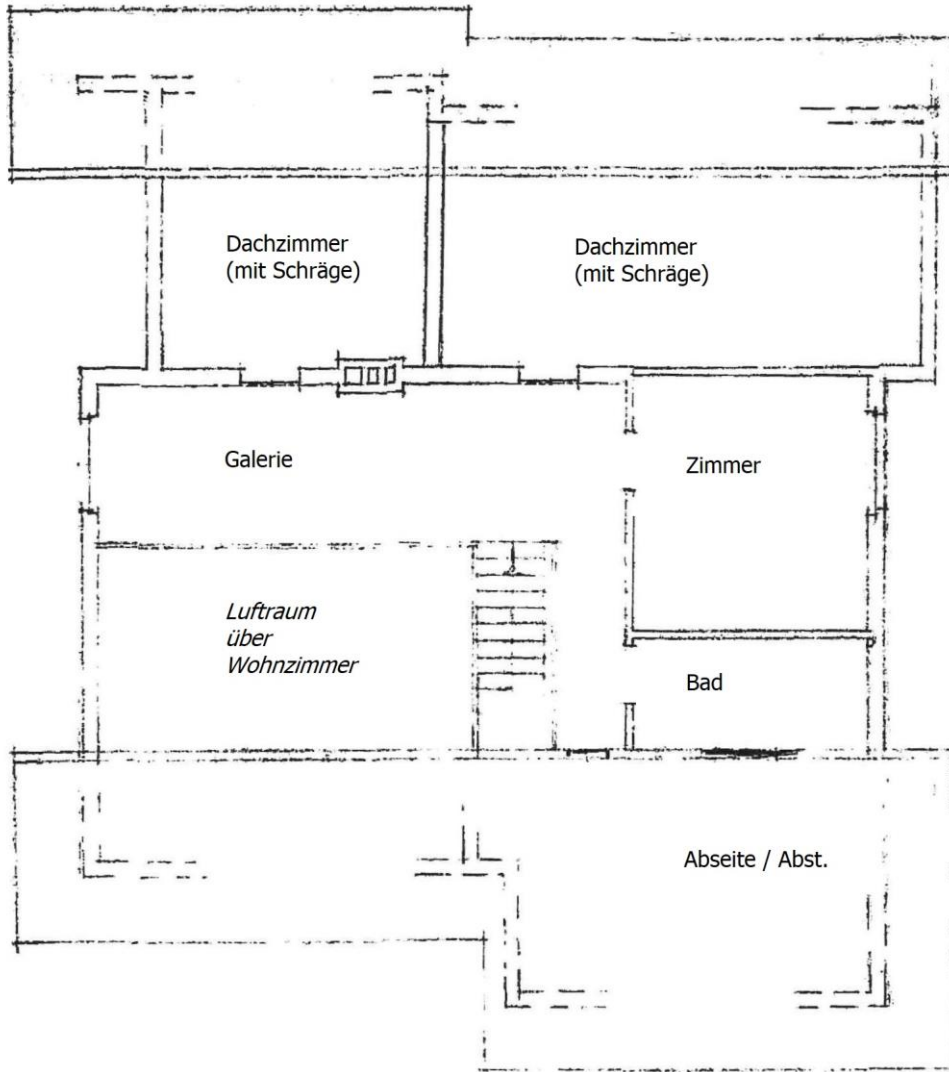 Dachzimmer
(mit Schräge)
Dachzimmer
(mit Schräge)
Galerie
Zimmer
Luftraum
über
Wohnzimmer
Bad
Abseite / Abst.